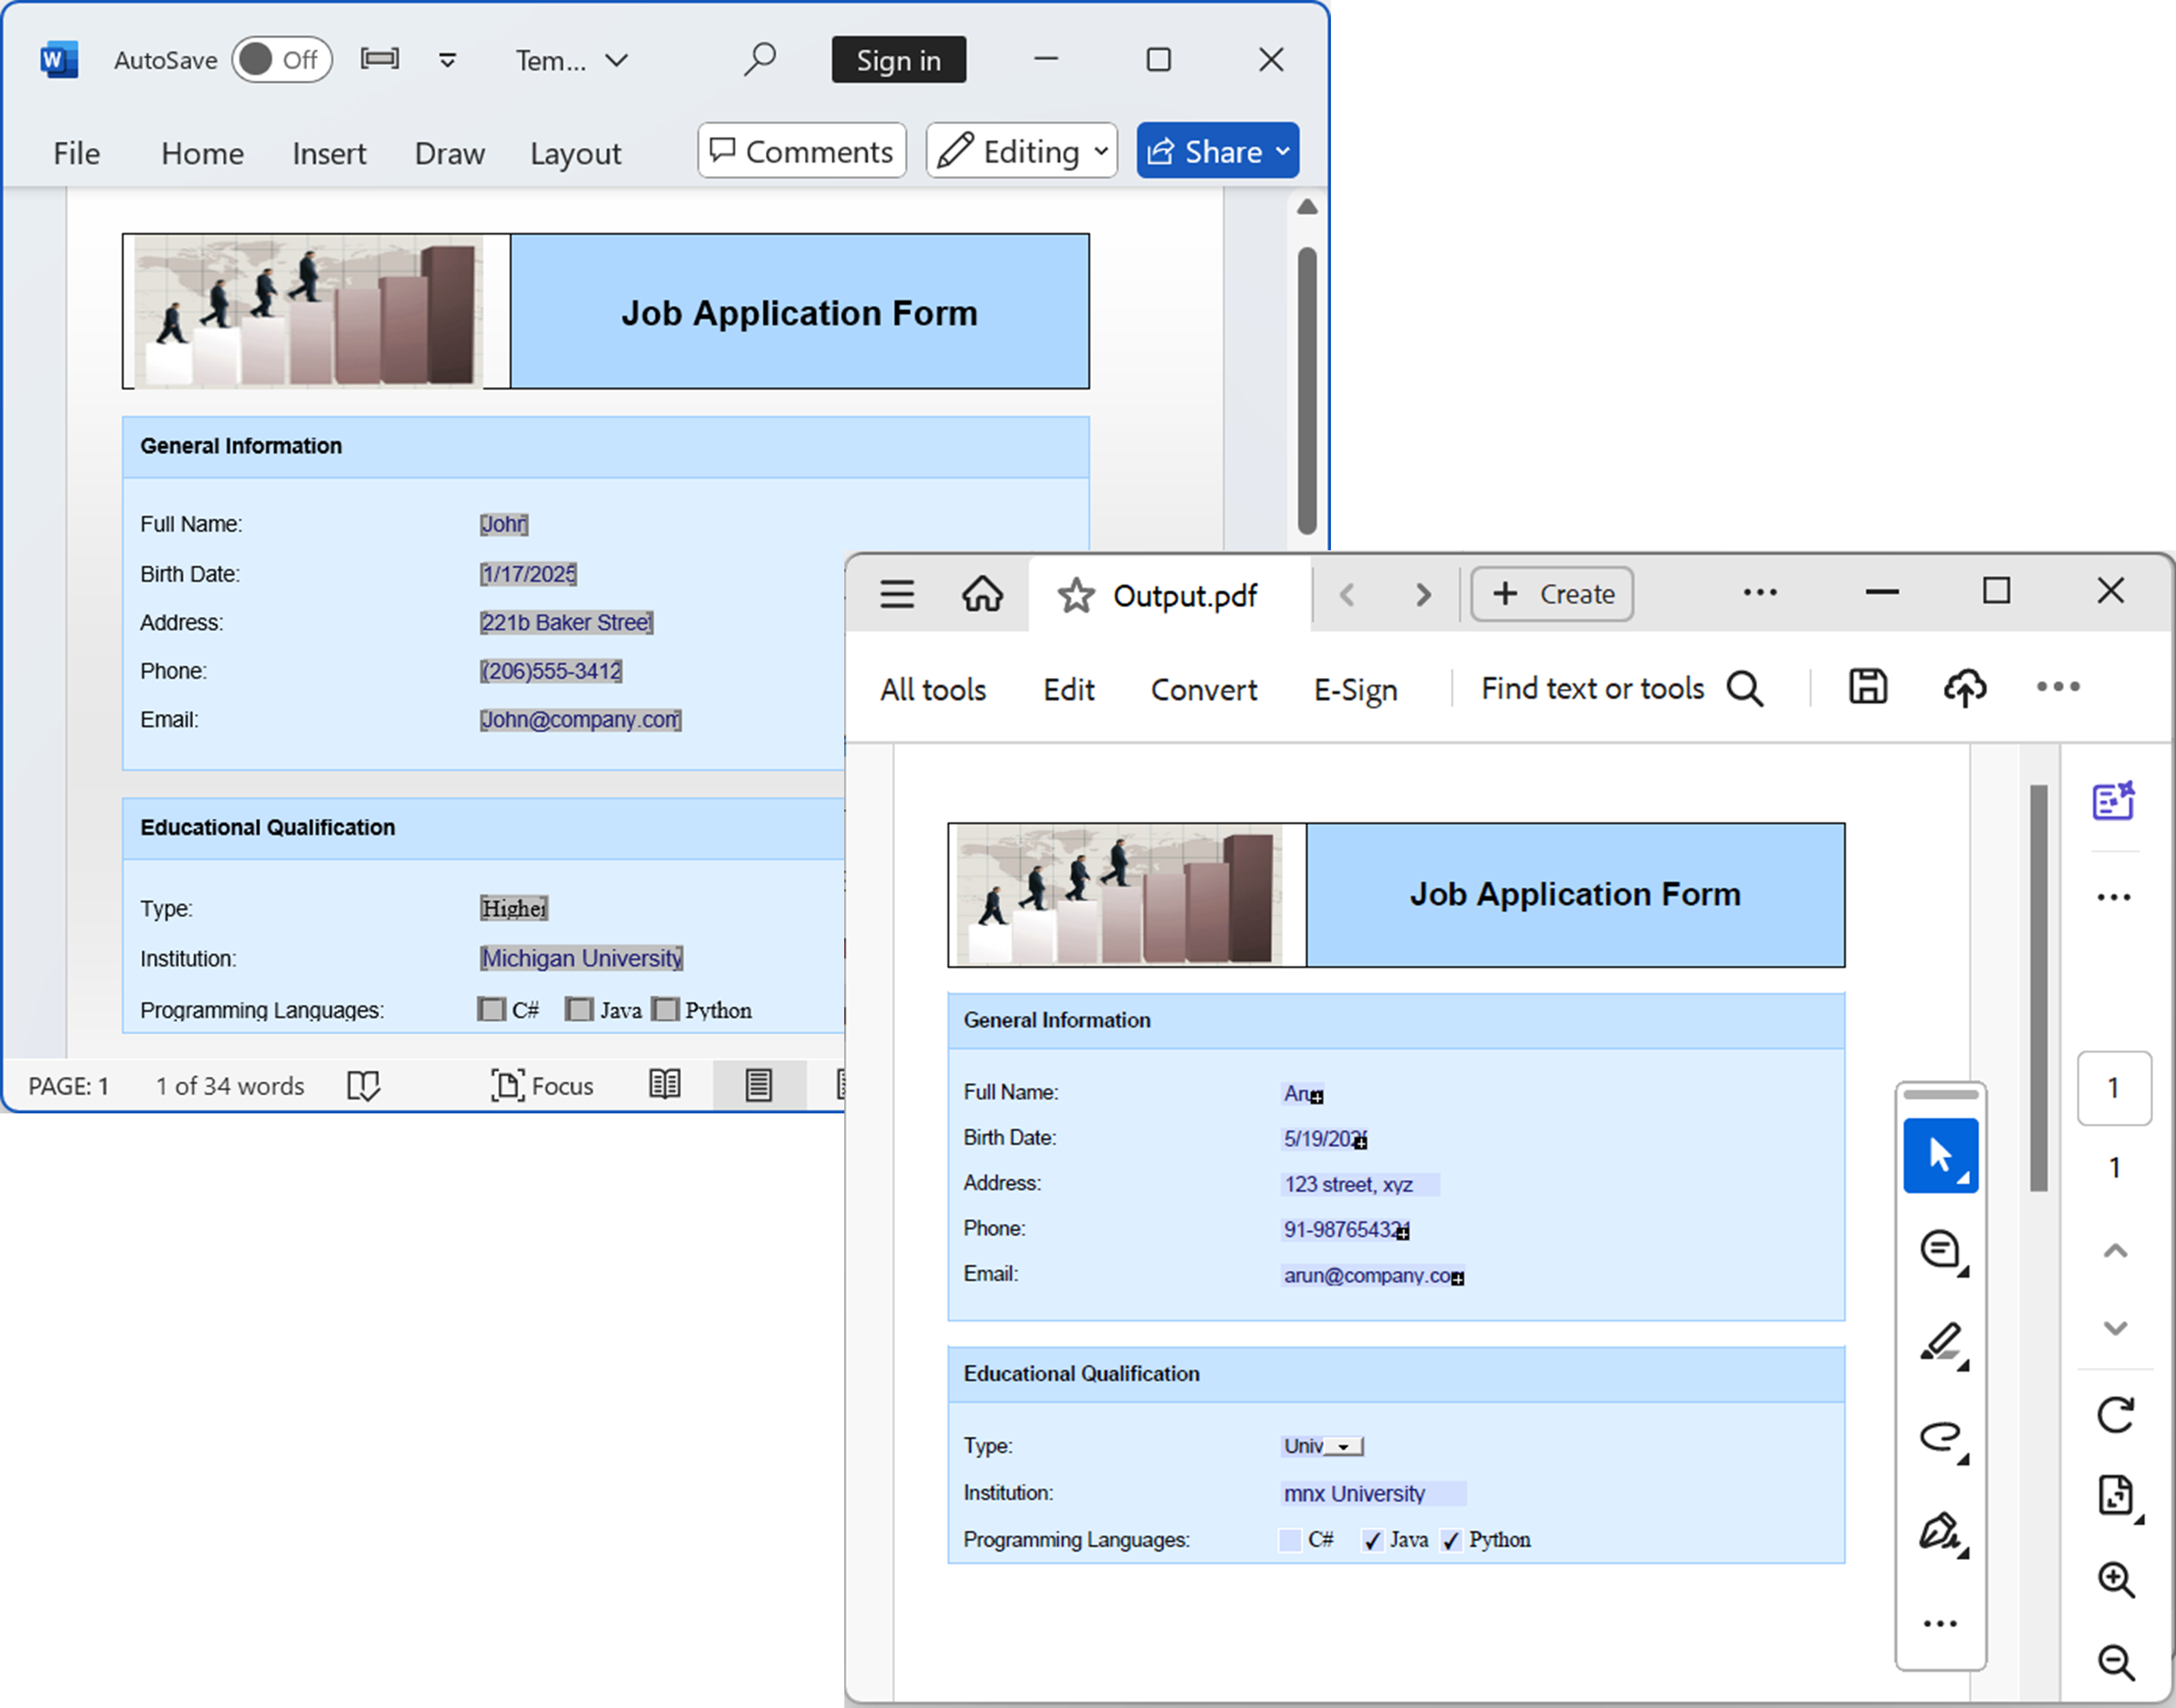 AutoSave Off Tem... Sign in
File Home Insert Draw Layout Comments Editing Share
Job Application Form
General Information
Full Name: John
Birth Date: 1/17/2025
Address: 221b Baker Street
Phone: (206)555-3412
Email: John@company.com
Educational Qualification
Type: Higher
Institution: Michigan University
Programming Languages: C# Java Python
PAGE: 1 1 of 34 words Focus
Output.pdf Create
All tools Edit Convert E-Sign Find text or tools
Job Application Form
General Information
Full Name: Aru
Birth Date: 5/19/202
Address: 123 street, xyz
Phone: 91-987654321
Email: arun@company.co
Educational Qualification
Type: Univ
Institution: mnx University
Programming Languages: C# Java Python
1
1